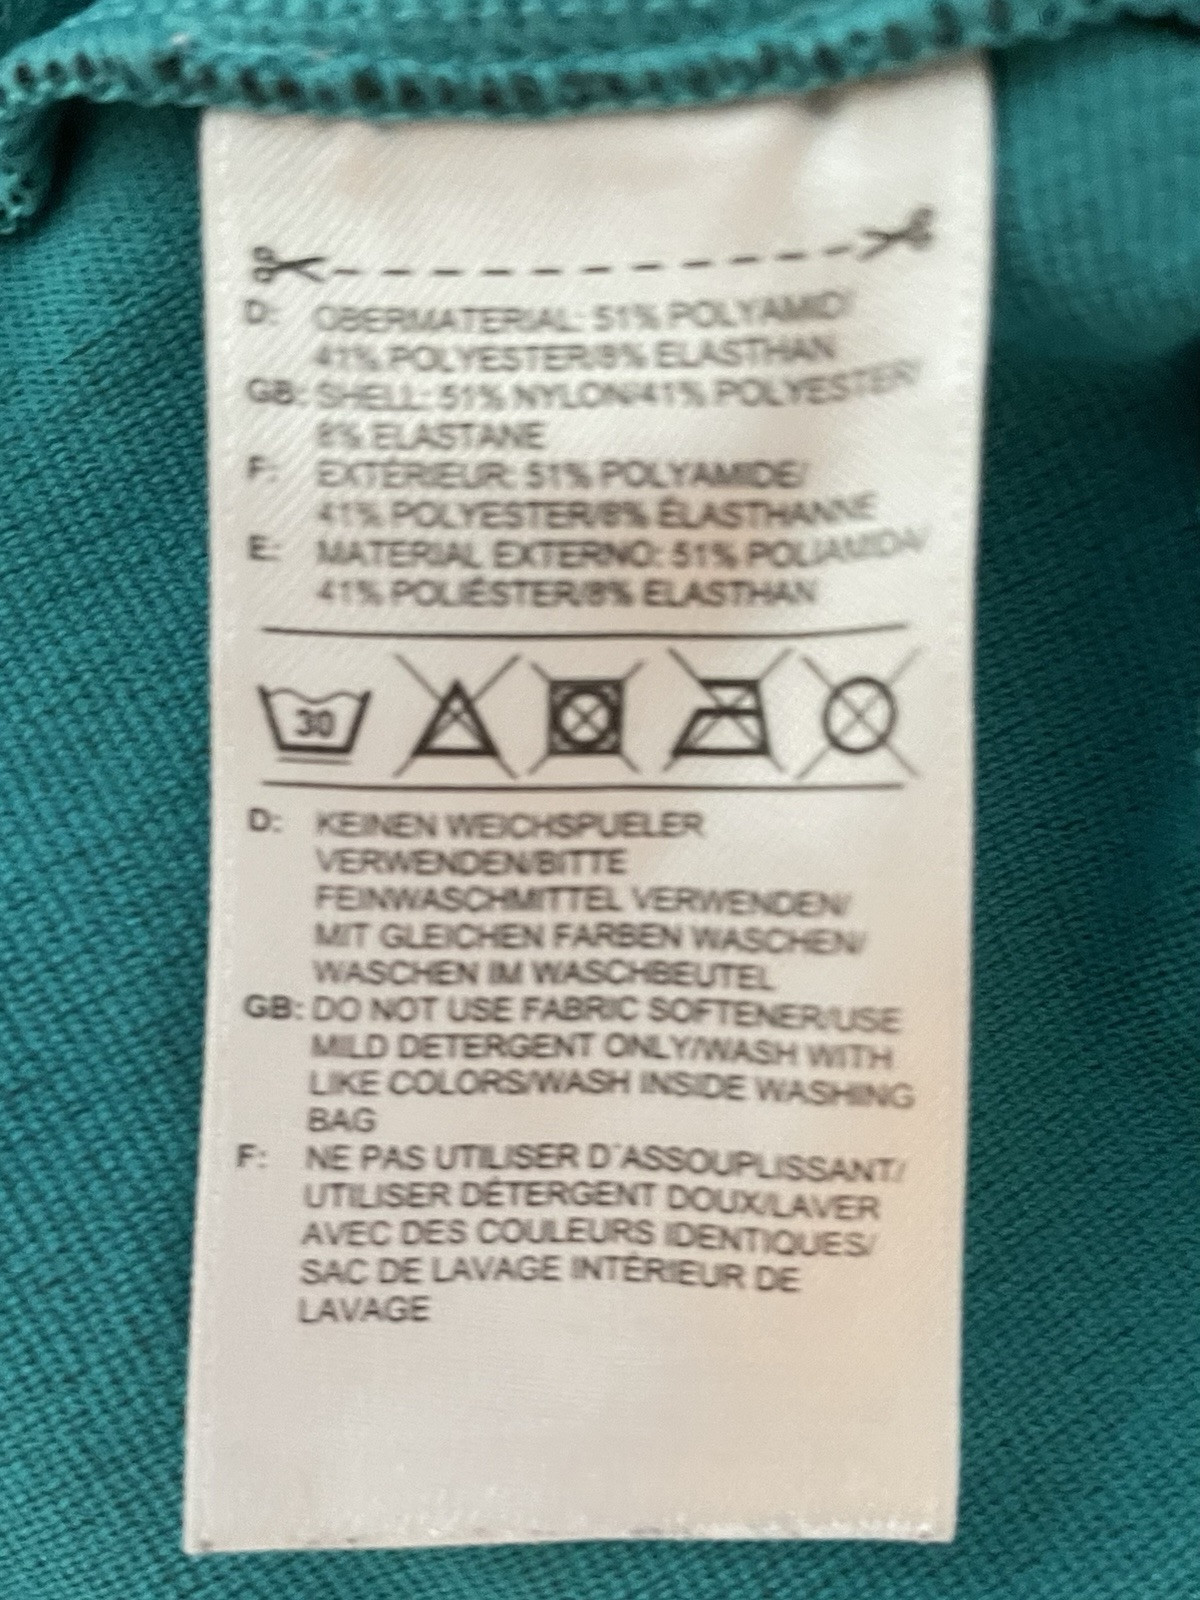 D: OBERMATERIAL: 51% POLYAMID/
41% POLYESTER/8% ELASTHAN
GB: SHELL: 51% NYLON/41% POLYESTER/
8% ELASTANE
F: EXTÉRIEUR: 51% POLYAMIDE/
41% POLYESTER/8% ÉLASTHANNE
E: MATERIAL EXTERNO: 51% POLIAMIDA/
41% POLIÉSTER/8% ELASTHAN
30
D: KEINEN WEICHSPUELER
VERWENDEN/BITTE
FEINWASCHMITTEL VERWENDEN/
MIT GLEICHEN FARBEN WASCHEN/
WASCHEN IM WASCHBEUTEL
GB: DO NOT USE FABRIC SOFTENER/USE
MILD DETERGENT ONLY/WASH WITH
LIKE COLORS/WASH INSIDE WASHING
BAG
F: NE PAS UTILISER D'ASSOUPLISSANT/
UTILISER DÉTERGENT DOUX/LAVER
AVEC DES COULEURS IDENTIQUES/
SAC DE LAVAGE INTÉRIEUR DE
LAVAGE